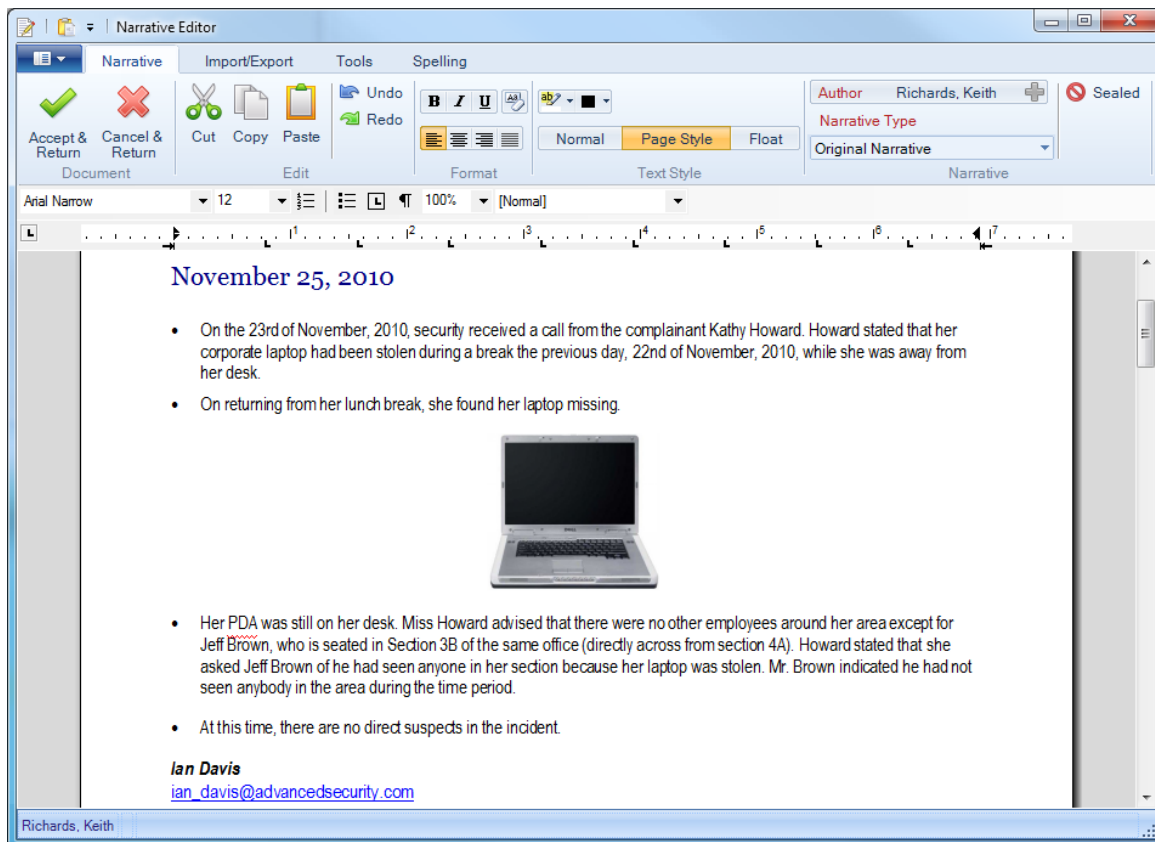 Narrative Editor
Narrative Import/Export Tools Spelling
Accept & Return
Cancel & Return
Cut Copy Paste
Undo
Redo
B I U
Normal Page Style Float
Author Richards, Keith
Narrative Type
Original Narrative
Sealed
Document Edit Format Text Style Narrative
Arial Narrow 12 100% [Normal]
1 2 3 4 5 6 7
November 25, 2010
• On the 23rd of November, 2010, security received a call from the complainant Kathy Howard. Howard stated that her
corporate laptop had been stolen during a break the previous day, 22nd of November, 2010, while she was away from
her desk.
• On returning from her lunch break, she found her laptop missing.
DELL
• Her PDA was still on her desk. Miss Howard advised that there were no other employees around her area except for
Jeff Brown, who is seated in Section 3B of the same office (directly across from section 4A). Howard stated that she
asked Jeff Brown of he had seen anyone in her section because her laptop was stolen. Mr. Brown indicated he had not
seen anybody in the area during the time period.
• At this time, there are no direct suspects in the incident.
Ian Davis
ian_davis@advancedsecurity.com
Richards, Keith